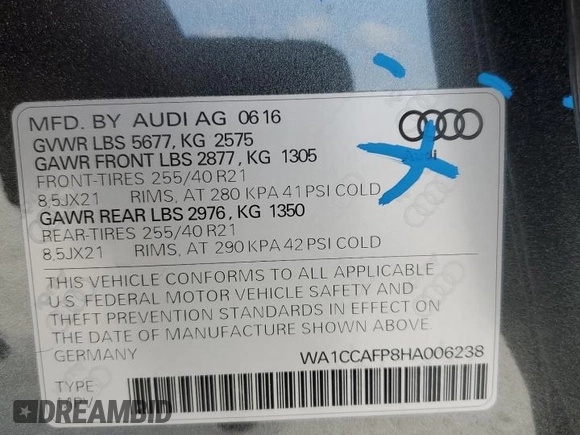 MFD. BY AUDI AG 0616
GVWR LBS 5677, KG 2575
GAWR FRONT LBS 2877, KG 1305
FRONT-TIRES 255/40 R21
8,5JX21 RIMS, AT 280 KPA 41 PSI COLD
GAWR REAR LBS 2976, KG 1350
REAR-TIRES 255/40 R21
8,5JX21 RIMS, AT 290 KPA 42 PSI COLD
THIS VEHICLE CONFORMS TO ALL APPLICABLE
U.S. FEDERAL MOTOR VEHICLE SAFETY AND
THEFT PREVENTION STANDARDS IN EFFECT ON
THE DATE OF MANUFACTURE SHOWN ABOVE.
GERMANY WA1CCAFP8HA006238
TYPE
DREAMBID